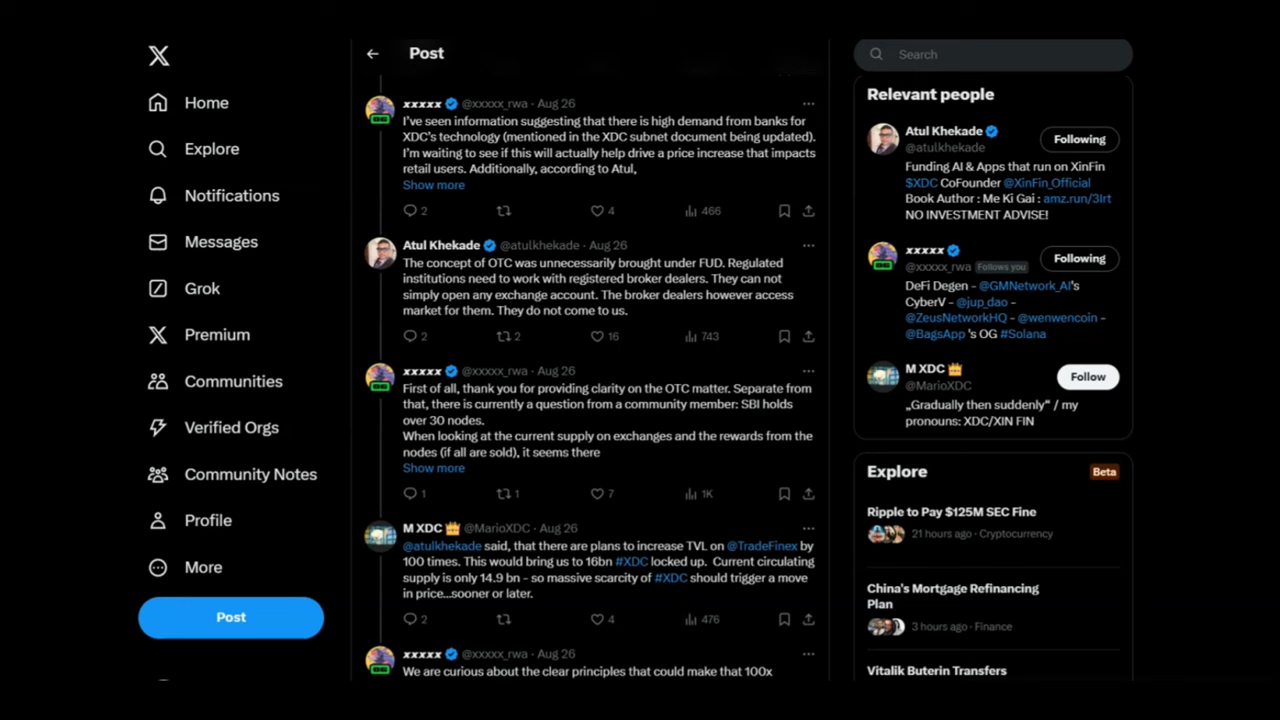 Home
Explore
Notifications
Messages
Grok
Premium
Communities
Verified Orgs
Community Notes
Profile
More
Post
Post
xxxxx @xxxxx_rwa · Aug 26
I've seen information suggesting that there is high demand from banks for
XDC's technology (mentioned in the XDC subnet document being updated).
I'm waiting to see if this will actually help drive a price increase that impacts
retail users. Additionally, according to Atul,
Show more
2 4 466
Atul Khekade @atulkhekade · Aug 26
The concept of OTC was unnecessarily brought under FUD. Regulated
institutions need to work with registered broker dealers. They can not
simply open any exchange account. The broker dealers however access
market for them. They do not come to us.
2 2 16 743
xxxxx @xxxxx_rwa · Aug 26
First of all, thank you for providing clarity on the OTC matter. Separate from
that, there is currently a question from a community member: SBI holds
over 30 nodes.
When looking at the current supply on exchanges and the rewards from the
nodes (if all are sold), it seems there
Show more
1 1 7 1K
M XDC @MarioXDC · Aug 26
@atulkhekade said, that there are plans to increase TVL on @TradeFinex by
100 times. This would bring us to 16bn #XDC locked up. Current circulating
supply is only 14.9 bn - so massive scarcity of #XDC should trigger a move
in price...sooner or later.
2 4 476
xxxxx @xxxxx_rwa · Aug 26
We are curious about the clear principles that could make that 100x
Search
Relevant people
Atul Khekade
@atulkhekade
Following
Funding AI & Apps that run on XinFin
$XDC CoFounder @XinFin_Official
Book Author : Me Ki Gai : amz.run/3Irt
NO INVESTMENT ADVISE!
xxxxx
@xxxxx_rwa Follows you
Following
DeFi Degen - @GMNetwork_AI's
CyberV - @jup_dao -
@ZeusNetworkHQ - @wenwencoin -
@BagsApp 's OG #Solana
M XDC
@MarioXDC
Follow
„Gradually then suddenly“ / my
pronouns: XDC/XIN FIN
Explore
Beta
Ripple to Pay $125M SEC Fine
21 hours ago · Cryptocurrency
China's Mortgage Refinancing
Plan
3 hours ago · Finance
Vitalik Buterin Transfers